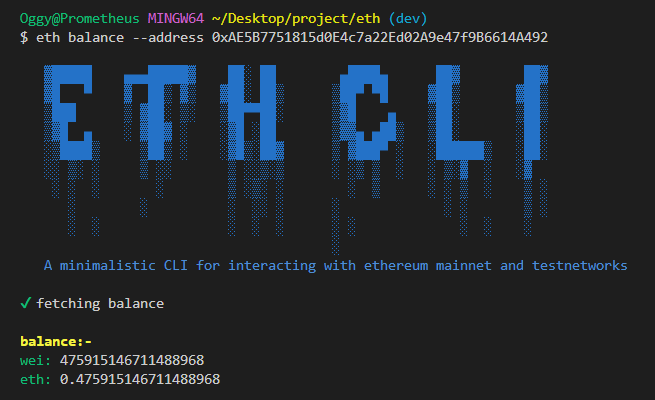 Oggy@Prometheus MINGW64 ~/Desktop/project/eth (dev)
$ eth balance --address 0xAE5B7751815d0E4c7a22Ed02A9e47f9B6614A492
ETH CLI
A minimalistic CLI for interacting with ethereum mainnet and testnetworks
✓ fetching balance
balance:-
wei: 475915146711488968
eth: 0.475915146711488968